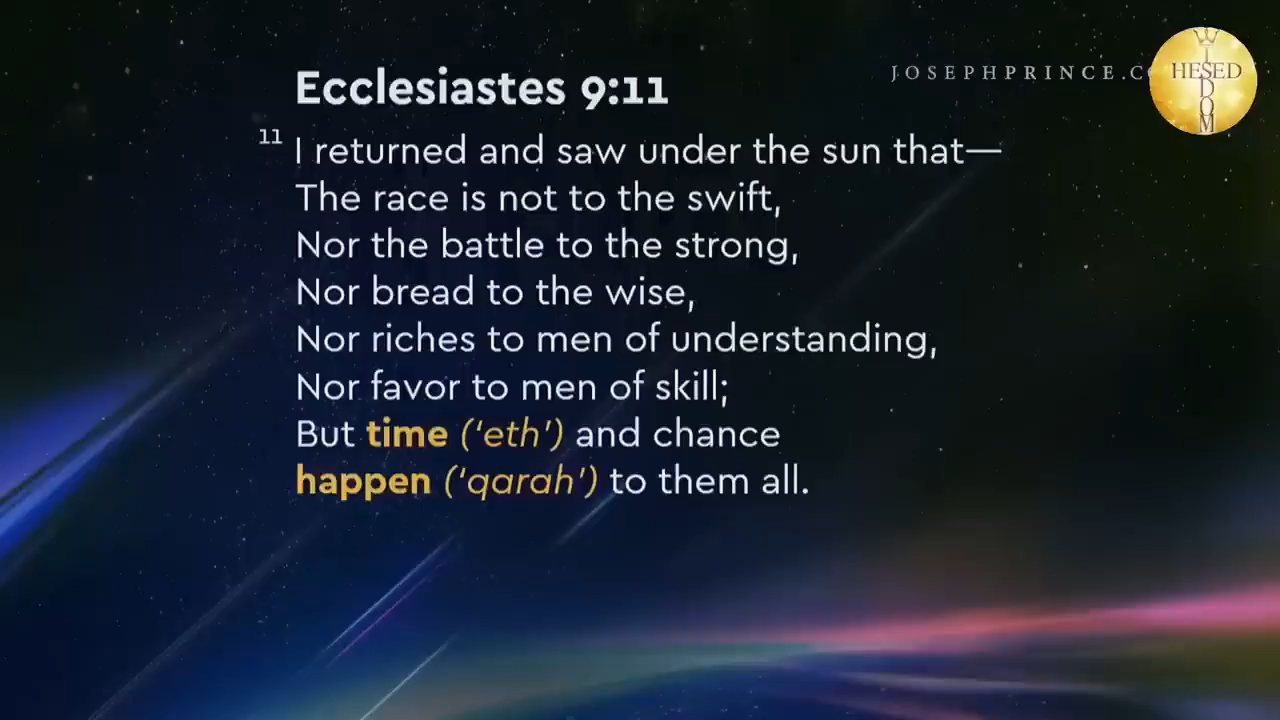 Ecclesiastes 9:11
JOSEPHPRINCE.C
HESED
DOM
11 I returned and saw under the sun that—
The race is not to the swift,
Nor the battle to the strong,
Nor bread to the wise,
Nor riches to men of understanding,
Nor favor to men of skill;
But time (‘eth’) and chance
happen (‘qarah’) to them all.